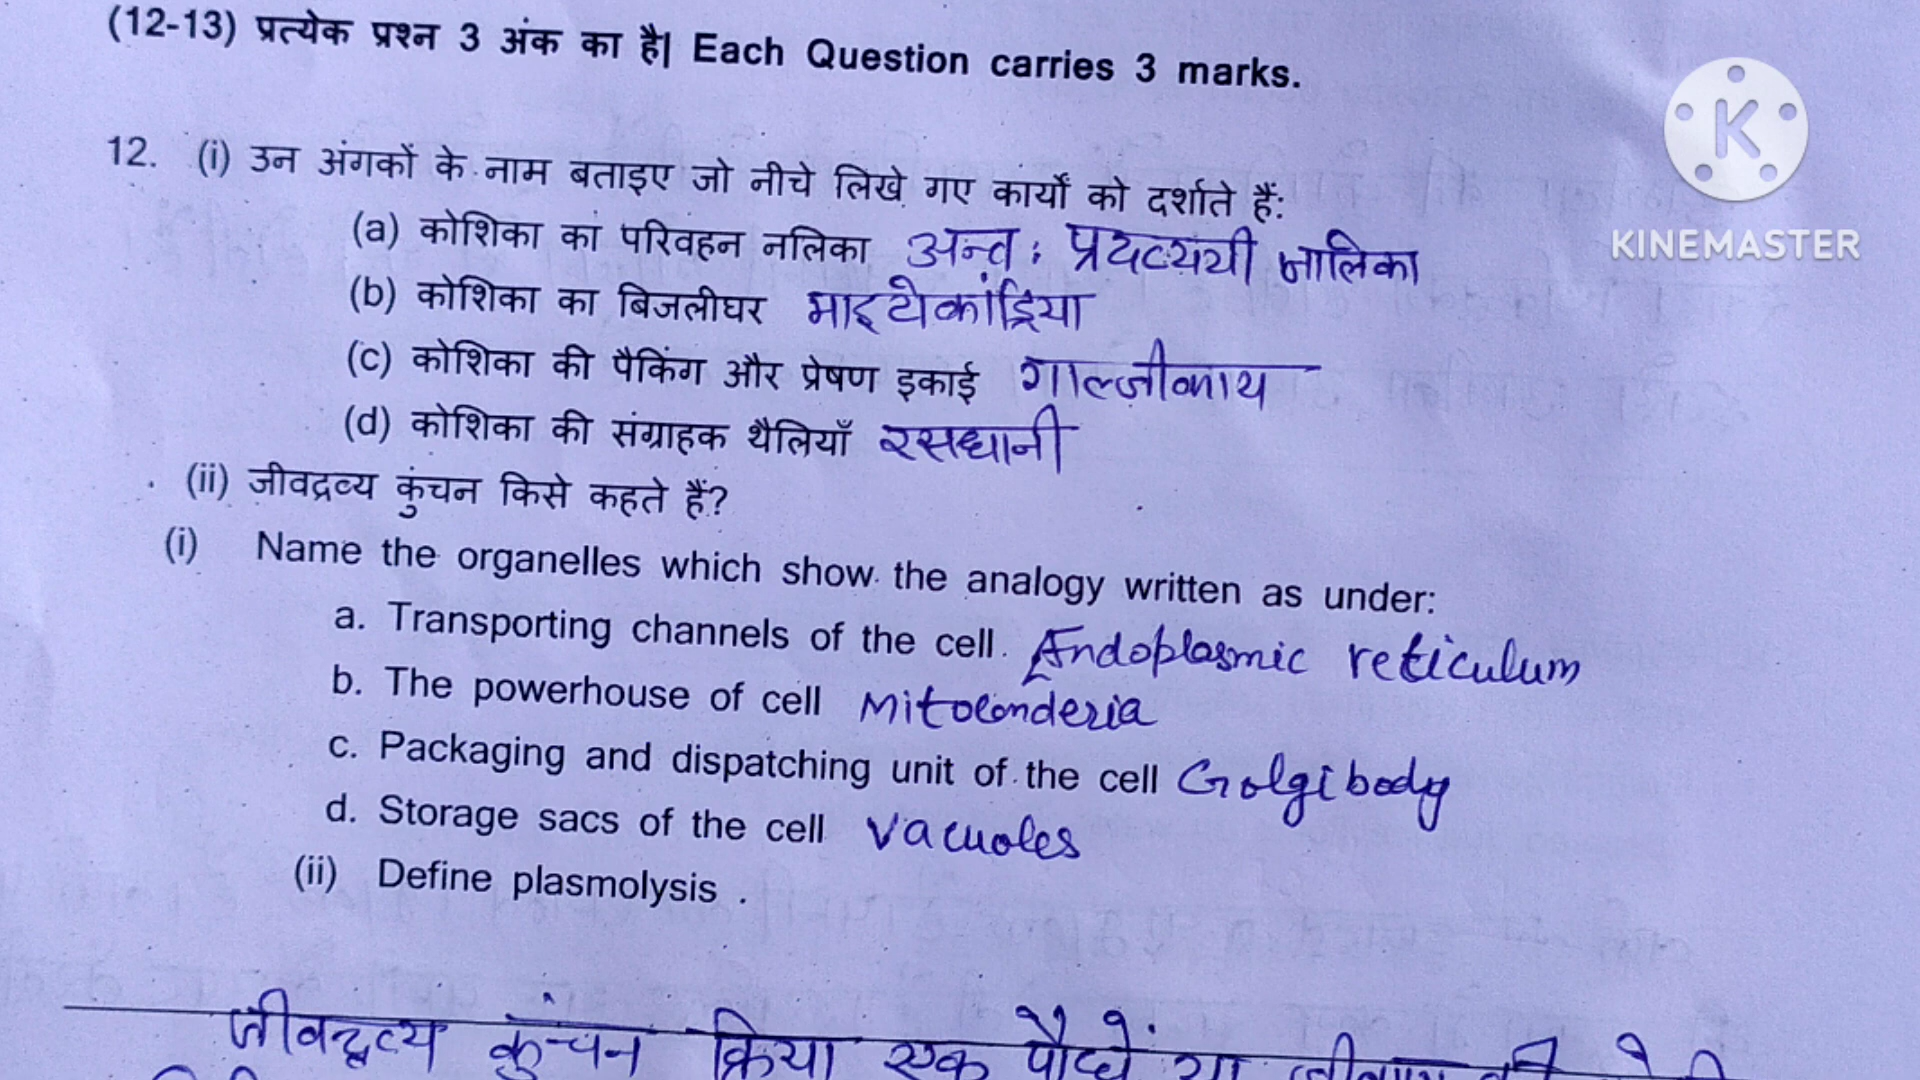 (12-13) प्रत्येक प्रश्न 3 अंक का है| Each Question carries 3 marks.
K
KINEMASTER
12. (i) उन अंगकों के नाम बताइए जो नीचे लिखे गए कार्यों को दर्शाते हैं:
(a) कोशिका का परिवहन नलिका अन्त: प्रदव्ययी जालिका
(b) कोशिका का बिजलीघर माइटोकांड्रिया
(c) कोशिका की पैकिंग और प्रेषण इकाई गाल्जीकाय
(d) कोशिका की संग्राहक थैलियाँ रसधानी
(ii) जीवद्रव्य कुंचन किसे कहते हैं?
(i) Name the organelles which show the analogy written as under:
a. Transporting channels of the cell. Endoplasmic reticulum
b. The powerhouse of cell Mitocondezia
c. Packaging and dispatching unit of the cell Golgi body
d. Storage sacs of the cell Vacuoles
(ii) Define plasmolysis .
जीवद्रव्य कुंचन क्रिया एक पौधे या